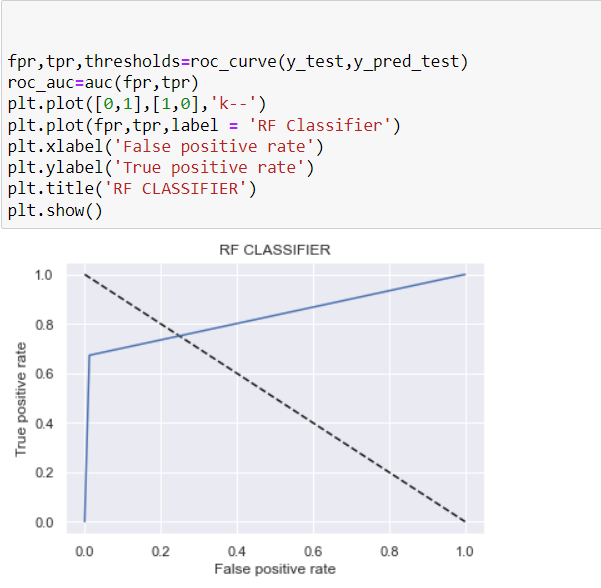 fpr,tpr,thresholds=roc_curve(y_test,y_pred_test)
roc_auc=auc(fpr,tpr)
plt.plot([0,1],[1,0],'k--')
plt.plot(fpr,tpr,label = 'RF Classifier')
plt.xlabel('False positive rate')
plt.ylabel('True positive rate')
plt.title('RF CLASSIFIER')
plt.show()
RF CLASSIFIER
True positive rate
1.0
0.8
0.6
0.4
0.2
0.0
0.0 0.2 0.4 0.6 0.8 1.0
False positive rate